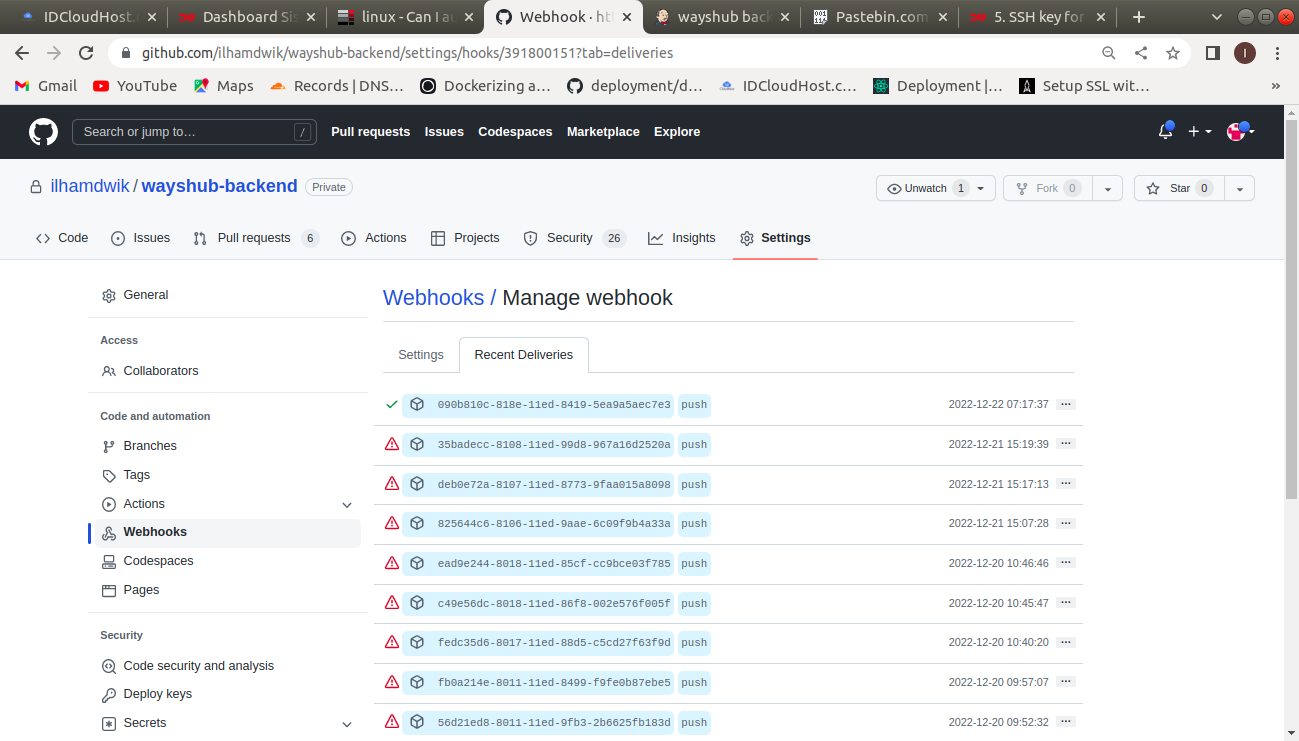 IDCloudHost.c
Dashboard Sis
linux - Can I au
Webhook · ht
wayshub back
Pastebin.com
5. SSH key for
github.com/ilhamdwik/wayshub-backend/settings/hooks/391800151?tab=deliveries
I
Gmail
YouTube
Maps
Records | DNS...
Dockerizing a...
deployment/d...
IDCloudHost.c...
Deployment |...
Setup SSL wit...
»
Search or jump to...
/
Pull requests
Issues
Codespaces
Marketplace
Explore
ilhamdwik / wayshub-backend
Private
Unwatch 1
Fork 0
Star 0
Code
Issues
Pull requests 6
Actions
Projects
Security 26
Insights
Settings
General
Access
Collaborators
Code and automation
Branches
Tags
Actions
Webhooks
Codespaces
Pages
Security
Code security and analysis
Deploy keys
Secrets
Webhooks / Manage webhook
Settings
Recent Deliveries
090b810c-818e-11ed-8419-5ea9a5aec7e3 push 2022-12-22 07:17:37 ...
35badecc-8108-11ed-99d8-967a16d2520a push 2022-12-21 15:19:39 ...
deb0e72a-8107-11ed-8773-9faa015a8098 push 2022-12-21 15:17:13 ...
825644c6-8106-11ed-9aae-6c09f9b4a33a push 2022-12-21 15:07:28 ...
ead9e244-8018-11ed-85cf-cc9bce03f785 push 2022-12-20 10:46:46 ...
c49e56dc-8018-11ed-86f8-002e576f005f push 2022-12-20 10:45:47 ...
fedc35d6-8017-11ed-88d5-c5cd27f63f9d push 2022-12-20 10:40:20 ...
fb0a214e-8011-11ed-8499-f9fe0b87ebe5 push 2022-12-20 09:57:07 ...
56d21ed8-8011-11ed-9fb3-2b6625fb183d push 2022-12-20 09:52:32 ...